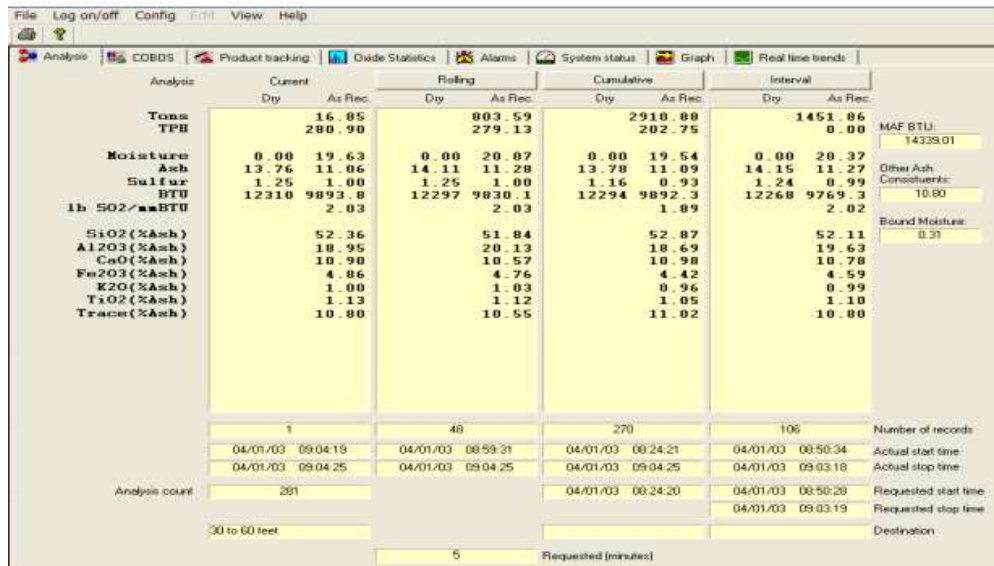 File Log on/off Config Edit View Help
Analysis COBOS Product tracking Oxide Statistics Alarms System status Graph Real time trends
Analysis Current Rolling Cumulative Interval
Dry As Rec. Dry As Rec. Dry As Rec. Dry As Rec.
Tons 16.85 803.59 2910.88 1451.86
TPH 280.90 279.13 202.75 0.00 MAF BTU:
14339.01
Moisture 0.00 19.63 0.00 20.07 0.00 19.54 0.00 20.37
Ash 13.76 11.06 14.11 11.28 13.78 11.09 14.15 11.27 Other Ash
Sulfur 1.25 1.00 1.25 1.00 1.16 0.93 1.24 0.99 Constituents:
BTU 12310 9893.8 12297 9830.1 12294 9892.3 12268 9769.3 10.80
lb SO2/mmBTU 2.03 2.03 1.89 2.02
Bound Moisture:
SiO2(%Ash) 52.36 51.84 52.87 52.11 0.31
Al2O3(%Ash) 18.95 20.13 18.69 19.63
CaO(%Ash) 10.90 10.57 10.98 10.78
Fe2O3(%Ash) 4.86 4.76 4.42 4.59
K2O(%Ash) 1.00 1.03 0.96 0.99
TiO2(%Ash) 1.13 1.12 1.05 1.10
Trace(%Ash) 10.80 10.55 11.02 10.80
1 48 270 106 Number of records
04/01/03 09:04:19 04/01/03 08:59:31 04/01/03 08:24:21 04/01/03 08:50:34 Actual start time
04/01/03 09:04:25 04/01/03 09:04:25 04/01/03 09:04:25 04/01/03 09:03:18 Actual stop time
Analysis count 281 04/01/03 08:24:20 04/01/03 08:50:28 Requested start time
04/01/03 09:03:19 Requested stop time
30 to 60 feet Destination
5 Requested (minutes)